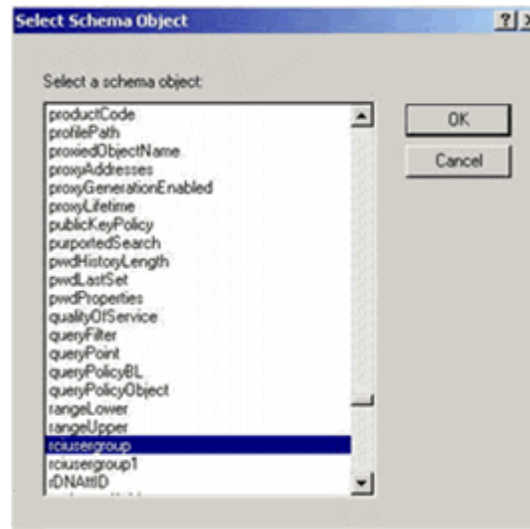 Select Schema Object
Select a schema object:
productCode
profilePath
proxiedObjectName
proxyAddresses
proxyGenerationEnabled
proxyLifetime
publicKeyPolicy
purportedSearch
pwdHistoryLength
pwdLastSet
pwdProperties
qualityOfService
queryFilter
queryPoint
queryPolicyBL
queryPolicyObject
rangeLower
rangeUpper
rciusergroup
rciusergroup1
rDNAttID
OK
Cancel